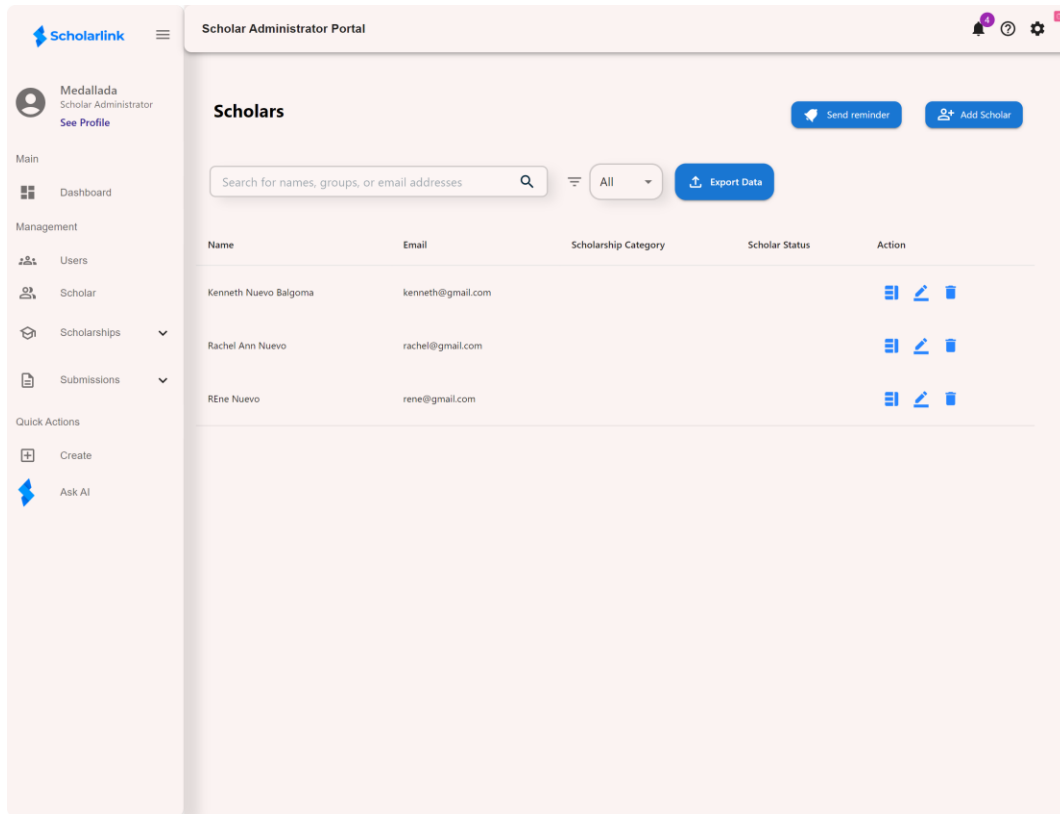 Scholarlink
Scholar Administrator Portal
4
Medallada
Scholar Administrator
See Profile
Main
Dashboard
Management
Users
Scholar
Scholarships
Submissions
Quick Actions
Create
Ask AI
Scholars
Send reminder
Add Scholar
Search for names, groups, or email addresses
All
Export Data
Name Email Scholarship Category Scholar Status Action
Kenneth Nuevo Balgoma kenneth@gmail.com
Rachel Ann Nuevo rachel@gmail.com
REne Nuevo rene@gmail.com